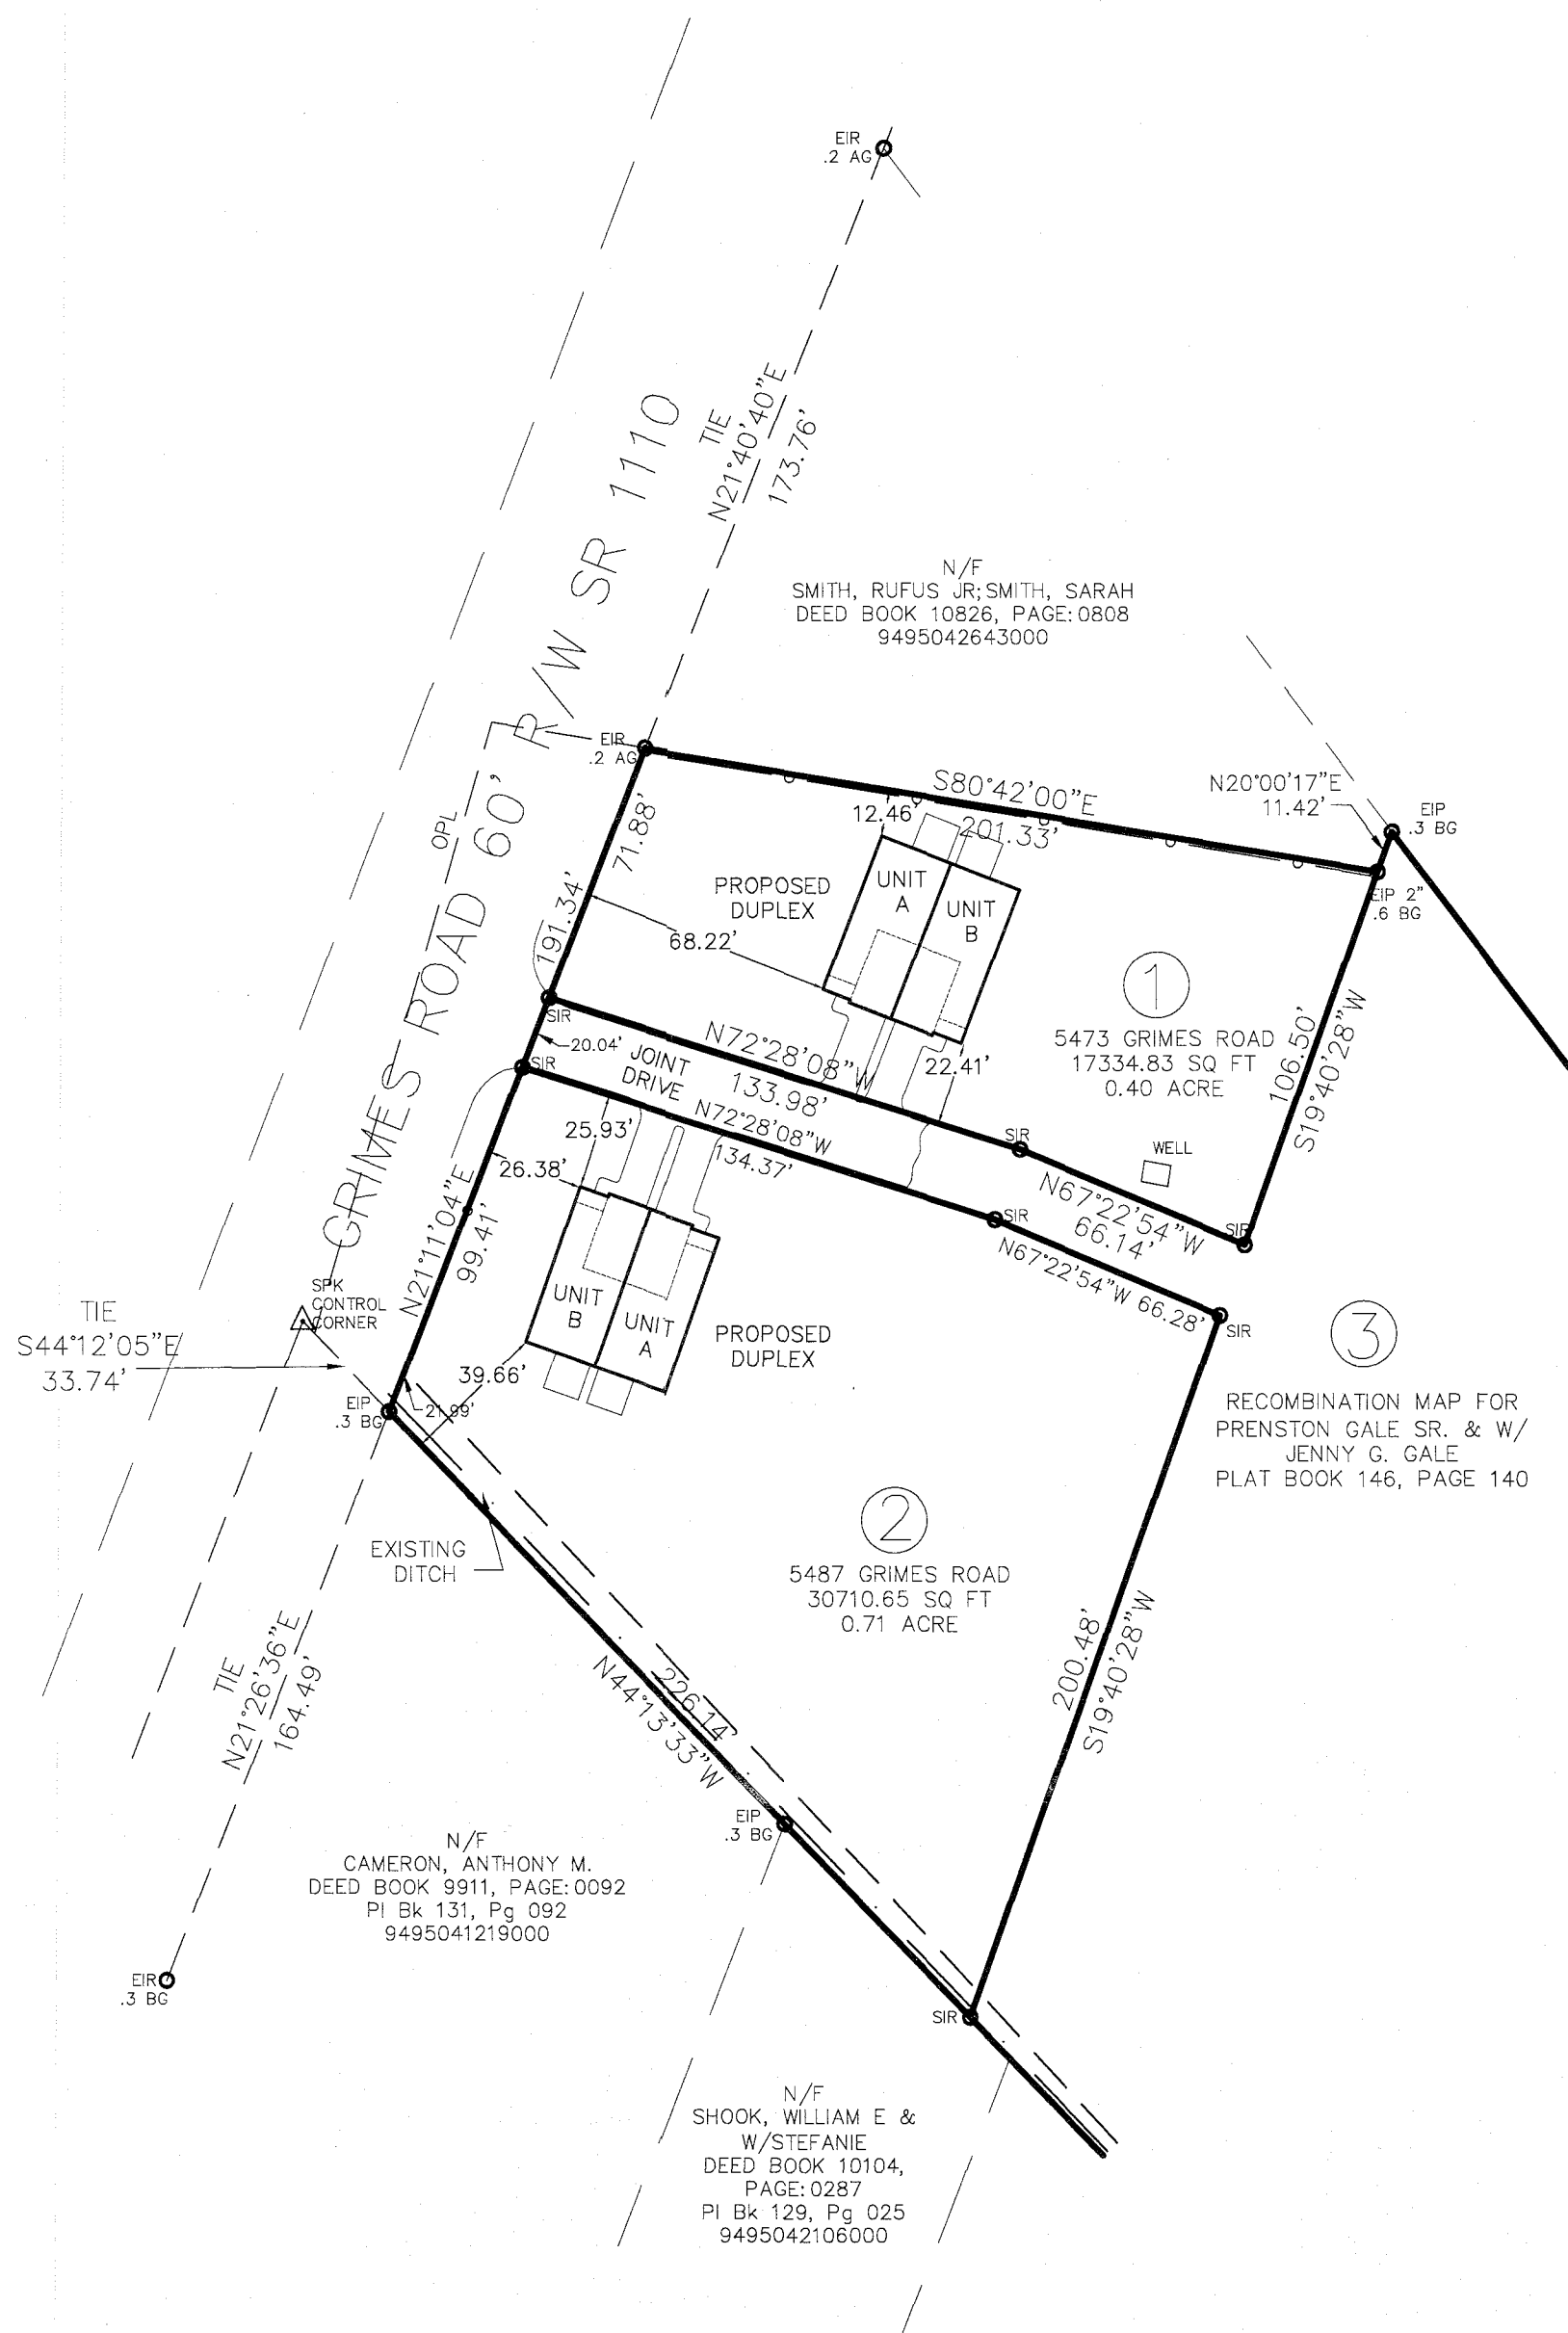 EIR
.2 AG
TIE
N21°40'40"E
173.76'
GRIMES ROAD 60' R/W SR 1110
N/F
SMITH, RUFUS JR;SMITH, SARAH
DEED BOOK 10826, PAGE:0808
9495042643000
EIR
.2 AG
OPL
S80°42'00"E
201.33'
12.46'
N20°00'17"E
11.42'
EIP
.3 BG
EIP 2"
.6 BG
71.88'
191.34'
PROPOSED
DUPLEX
UNIT
A
UNIT
B
68.22'
1
5473 GRIMES ROAD
17334.83 SQ FT
0.40 ACRE
106.50'
S19°40'28"W
SIR
20.04'
JOINT
DRIVE
N72°28'08"W
133.98'
22.41'
SIR
N72°28'08"W
134.37'
25.93'
26.38'
SIR
WELL
N67°22'54"W
66.14'
SIR
SIR
N67°22'54"W 66.28'
SIR
N21°11'04"E
99.41'
UNIT
B
UNIT
A
PROPOSED
DUPLEX
SPK
CONTROL
CORNER
TIE
S44°12'05"E
33.74'
39.66'
21.99'
EIP
.3 BG
3
RECOMBINATION MAP FOR
PRENSTON GALE SR. & W/
JENNY G. GALE
PLAT BOOK 146, PAGE 140
EXISTING
DITCH
2
5487 GRIMES ROAD
30710.65 SQ FT
0.71 ACRE
200.48'
S19°40'28"W
TIE
N21°26'36"E
164.49'
226.14'
N44°13'33"W
EIP
.3 BG
N/F
CAMERON, ANTHONY M.
DEED BOOK 9911, PAGE:0092
Pl Bk 131, Pg 092
9495041219000
EIR
.3 BG
SIR
N/F
SHOOK, WILLIAM E &
W/STEFANIE
DEED BOOK 10104,
PAGE:0287
Pl Bk 129, Pg 025
9495042106000